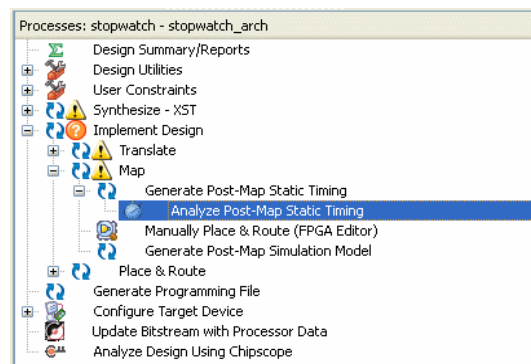 Processes: stopwatch - stopwatch_arch
Design Summary/Reports
Design Utilities
User Constraints
Synthesize - XST
Implement Design
Translate
Map
Generate Post-Map Static Timing
Analyze Post-Map Static Timing
Manually Place & Route (FPGA Editor)
Generate Post-Map Simulation Model
Place & Route
Generate Programming File
Configure Target Device
Update Bitstream with Processor Data
Analyze Design Using Chipscope